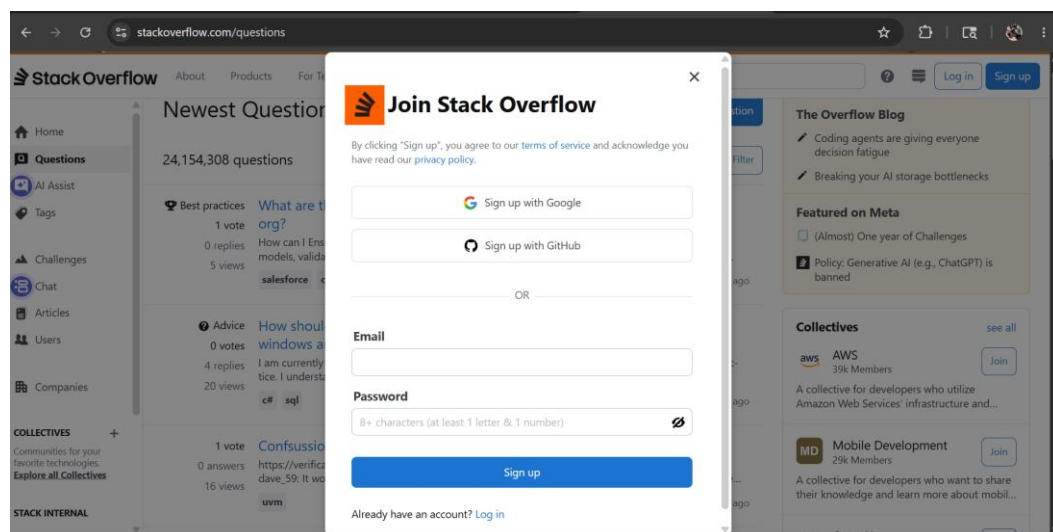 stackoverflow.com/questions
Stack Overflow
About
Products
For Te
Log in
Sign up
Home
Questions
AI Assist
Tags
Challenges
Chat
Articles
Users
Companies
COLLECTIVES +
Communities for your
favorite technologies.
Explore all Collectives
STACK INTERNAL
Newest Question
24,154,308 questions
stion
Filter
Best practices
1 vote
0 replies
5 views
What are t
org?
How can I Ens
models, valida
salesforce
ago
Advice
0 votes
4 replies
20 views
How shoul
windows a
I am currently
tice. I understa
c# sql
ago
1 vote
0 answers
16 views
Confsussio
https://verifica
dave_59: It wo
uvm
ago
Join Stack Overflow
By clicking "Sign up", you agree to our terms of service and acknowledge you
have read our privacy policy.
Sign up with Google
Sign up with GitHub
OR
Email
Password
8+ characters (at least 1 letter & 1 number)
Sign up
Already have an account? Log in
The Overflow Blog
Coding agents are giving everyone
decision fatigue
Breaking your AI storage bottlenecks
Featured on Meta
(Almost) One year of Challenges
Policy: Generative AI (e.g., ChatGPT) is
banned
Collectives
see all
aws
AWS
39k Members
Join
A collective for developers who utilize
Amazon Web Services' infrastructure and...
MD
Mobile Development
29k Members
Join
A collective for developers who want to share
their knowledge and learn more about mobil...